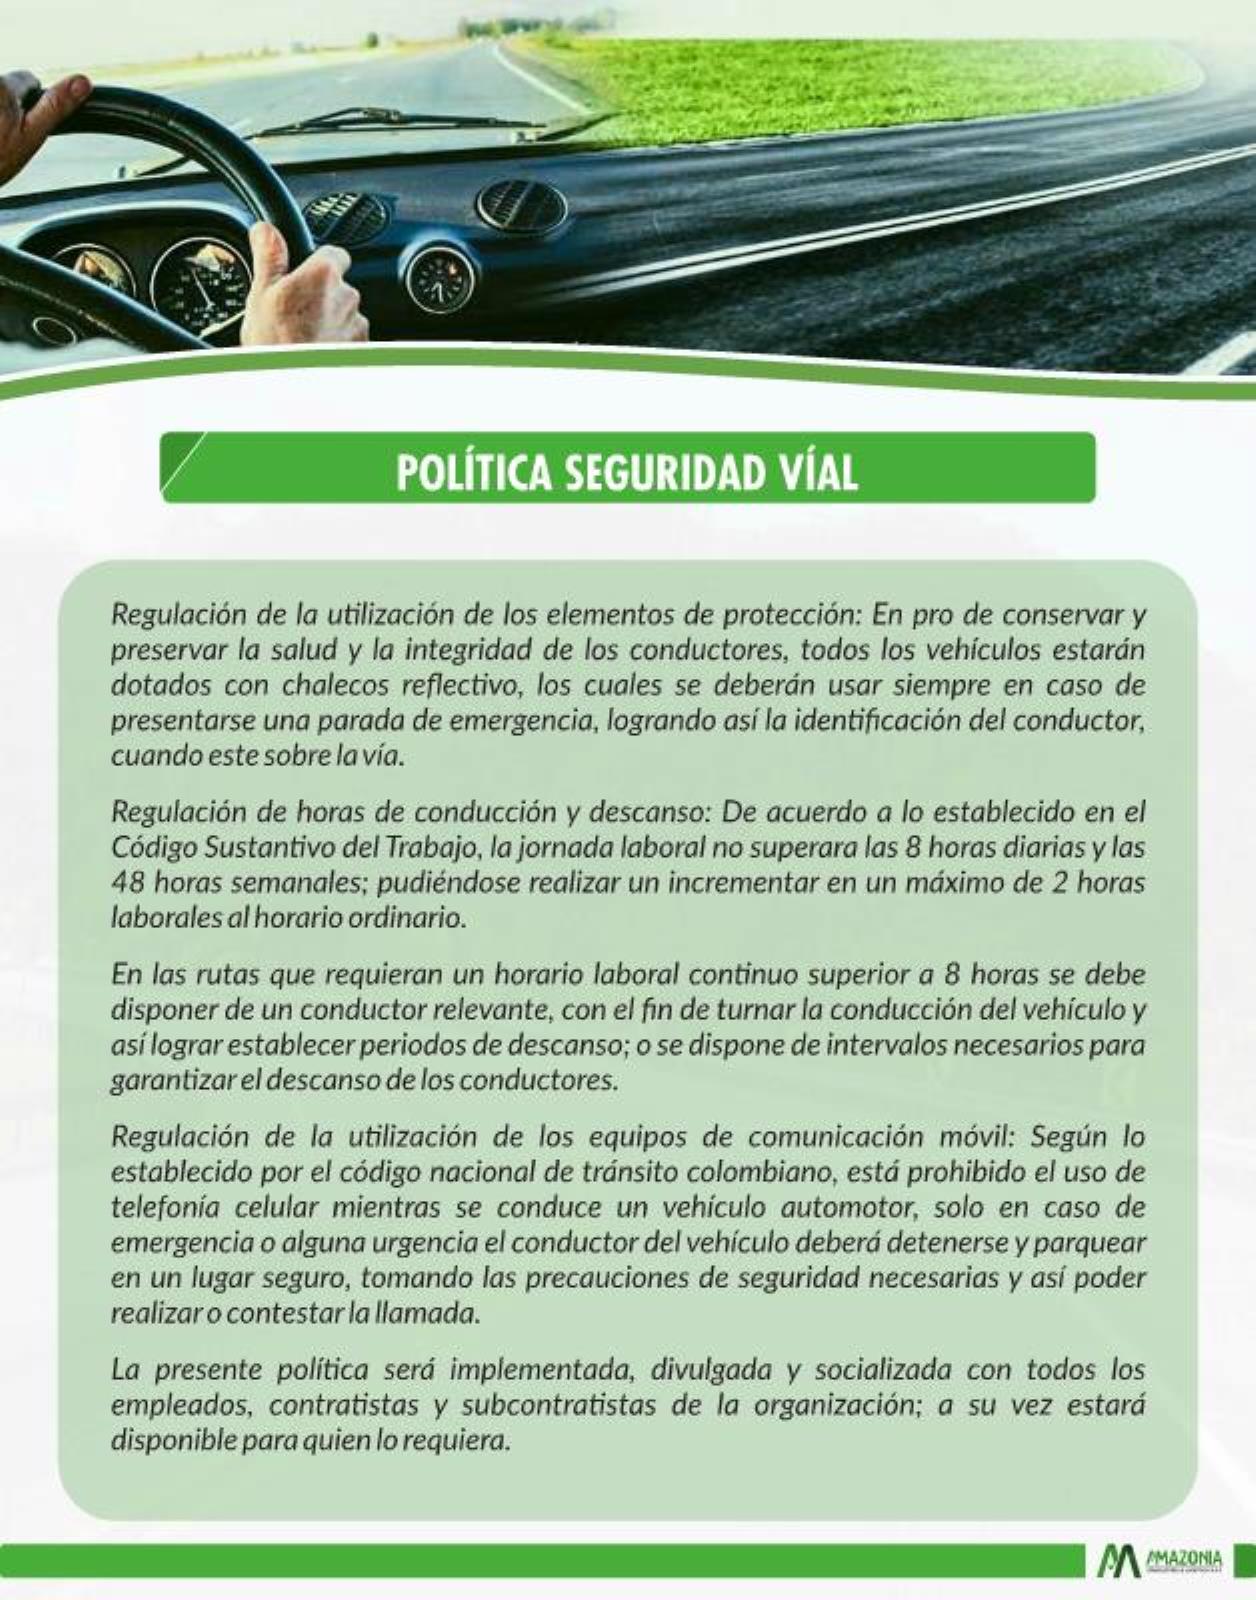 POLÍTICA SEGURIDAD VÍAL
Regulación de la utilización de los elementos de protección: En pro de conservar y
preservar la salud y la integridad de los conductores, todos los vehículos estarán
dotados con chalecos reflectivo, los cuales se deberán usar siempre en caso de
presentarse una parada de emergencia, logrando así la identificación del conductor,
cuando este sobre la vía.
Regulación de horas de conducción y descanso: De acuerdo a lo establecido en el
Código Sustantivo del Trabajo, la jornada laboral no superara las 8 horas diarias y las
48 horas semanales; pudiéndose realizar un incrementar en un máximo de 2 horas
laborales al horario ordinario.
En las rutas que requieran un horario laboral continuo superior a 8 horas se debe
disponer de un conductor relevante, con el fin de turnar la conducción del vehículo y
así lograr establecer periodos de descanso; o se dispone de intervalos necesarios para
garantizar el descanso de los conductores.
Regulación de la utilización de los equipos de comunicación móvil: Según lo
establecido por el código nacional de tránsito colombiano, está prohibido el uso de
telefonía celular mientras se conduce un vehículo automotor, solo en caso de
emergencia o alguna urgencia el conductor del vehículo deberá detenerse y parquear
en un lugar seguro, tomando las precauciones de seguridad necesarias y así poder
realizar o contestar la llamada.
La presente política será implementada, divulgada y socializada con todos los
empleados, contratistas y subcontratistas de la organización; a su vez estará
disponible para quien lo requiera.
AMAZONIA